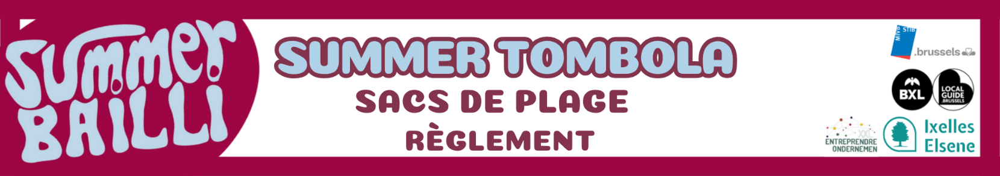 SUMMER
BAILLI
SUMMER TOMBOLA
SACS DE PLAGE
RÈGLEMENT
MIVB
STIB
.brussels
BXL
LOCAL
GUIDE
.BRUSSELS
XXL
ENTREPRENDRE
ONDERNEMEN
Ixelles
Elsene